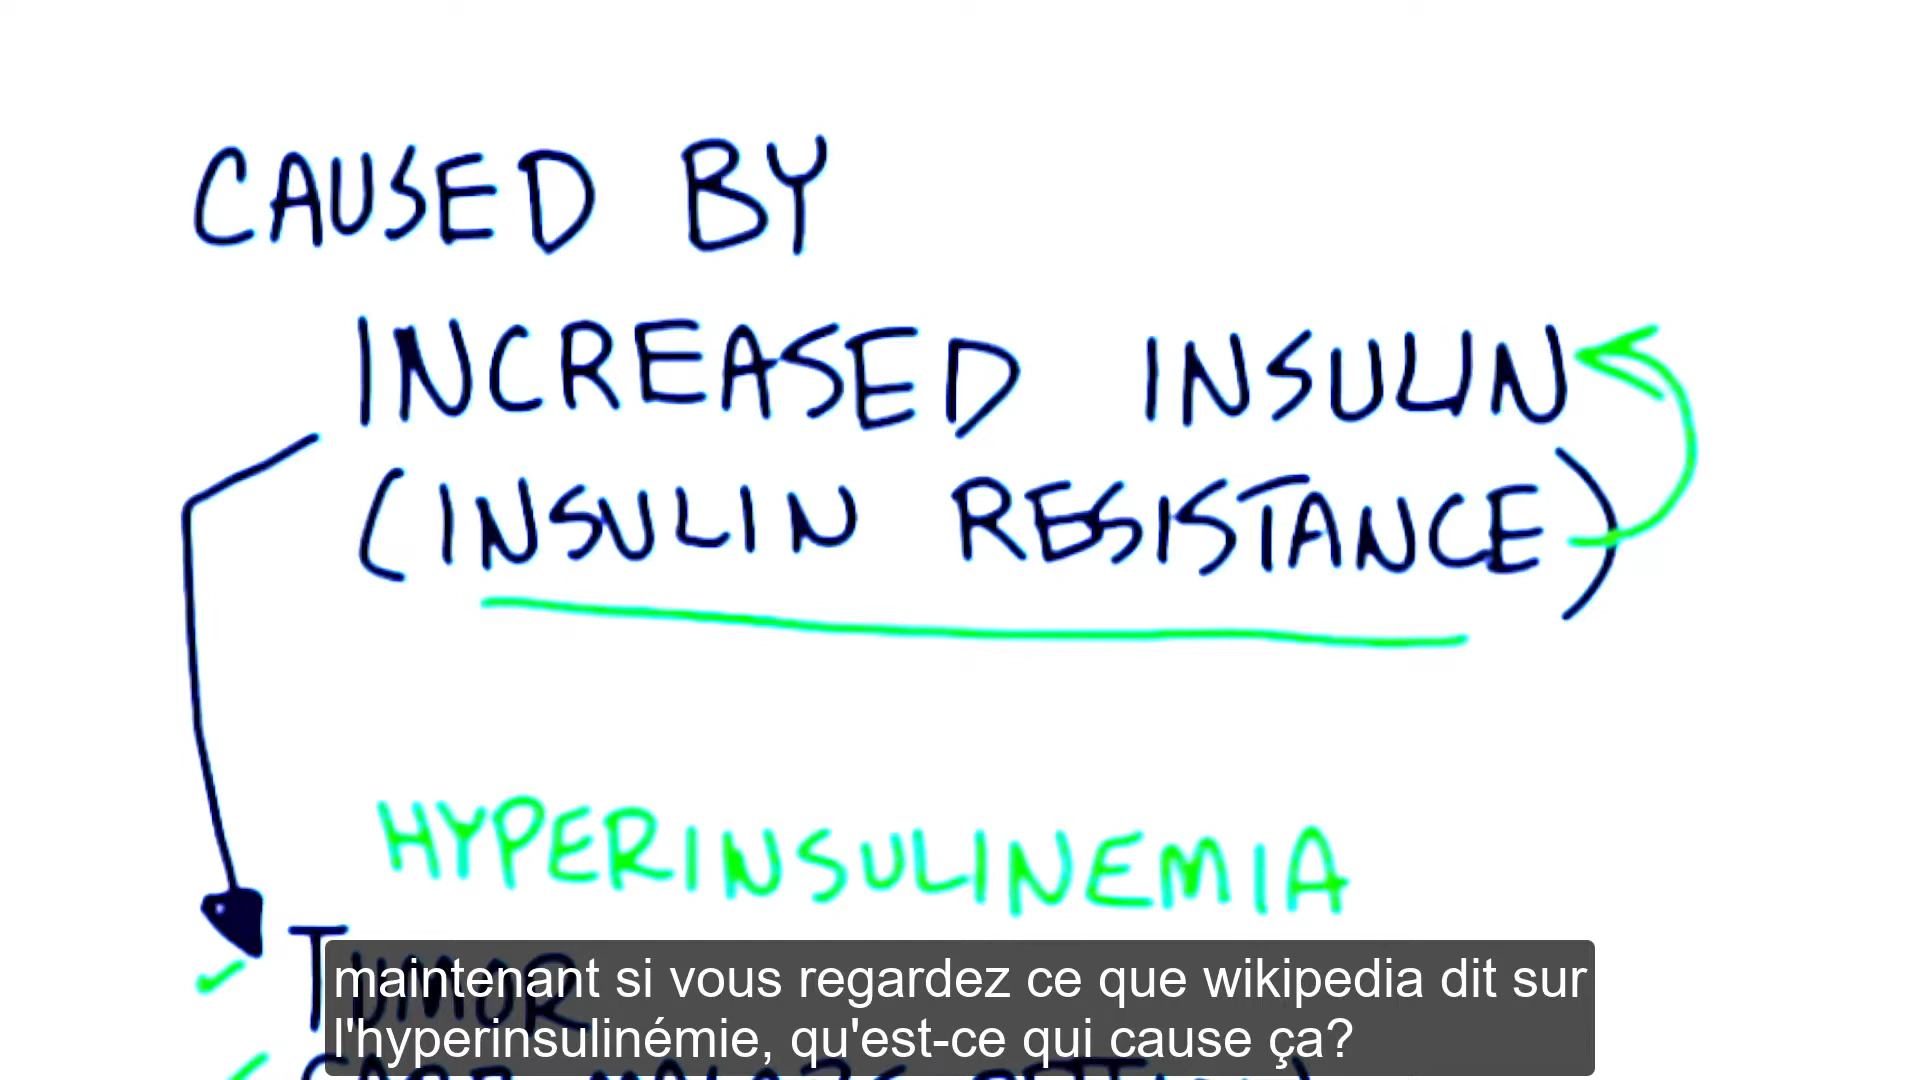 CAUSED BY
INCREASED INSULIN
(INSULIN RESISTANCE)
HYPERINSULINEMIA
TUMOR
maintenant si vous regardez ce que wikipedia dit sur
l'hyperinsulinémie, qu'est-ce qui cause ça?